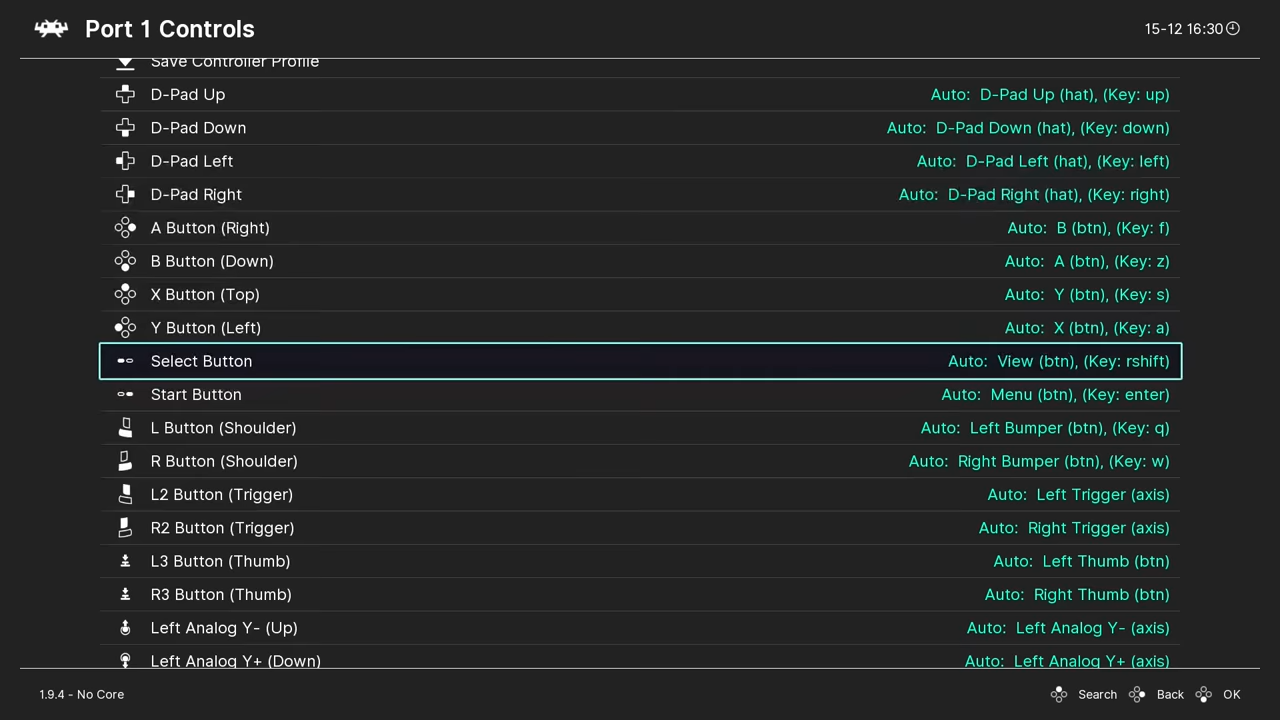 Port 1 Controls 15-12 16:30
Save Controller Profile
D-Pad Up Auto: D-Pad Up (hat), (Key: up)
D-Pad Down Auto: D-Pad Down (hat), (Key: down)
D-Pad Left Auto: D-Pad Left (hat), (Key: left)
D-Pad Right Auto: D-Pad Right (hat), (Key: right)
A Button (Right) Auto: B (btn), (Key: f)
B Button (Down) Auto: A (btn), (Key: z)
X Button (Top) Auto: Y (btn), (Key: s)
Y Button (Left) Auto: X (btn), (Key: a)
Select Button Auto: View (btn), (Key: rshift)
Start Button Auto: Menu (btn), (Key: enter)
L Button (Shoulder) Auto: Left Bumper (btn), (Key: q)
R Button (Shoulder) Auto: Right Bumper (btn), (Key: w)
L2 Button (Trigger) Auto: Left Trigger (axis)
R2 Button (Trigger) Auto: Right Trigger (axis)
L3 Button (Thumb) Auto: Left Thumb (btn)
R3 Button (Thumb) Auto: Right Thumb (btn)
Left Analog Y- (Up) Auto: Left Analog Y- (axis)
Left Analog Y+ (Down) Auto: Left Analog Y+ (axis)
1.9.4 - No Core Search Back OK